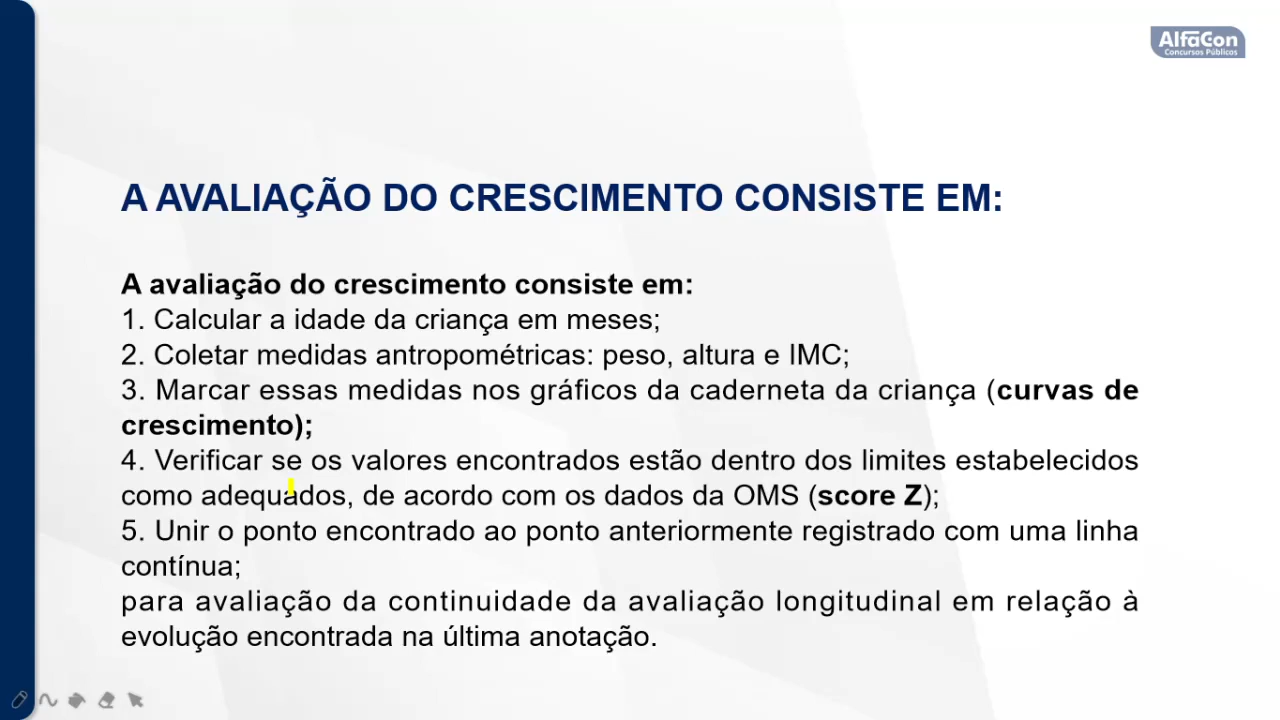 AlfaCon
Concursos Públicos
A AVALIAÇÃO DO CRESCIMENTO CONSISTE EM:
A avaliação do crescimento consiste em:
1. Calcular a idade da criança em meses;
2. Coletar medidas antropométricas: peso, altura e IMC;
3. Marcar essas medidas nos gráficos da caderneta da criança (curvas de
crescimento);
4. Verificar se os valores encontrados estão dentro dos limites estabelecidos
como adequados, de acordo com os dados da OMS (score Z);
5. Unir o ponto encontrado ao ponto anteriormente registrado com uma linha
contínua;
para avaliação da continuidade da avaliação longitudinal em relação à
evolução encontrada na última anotação.